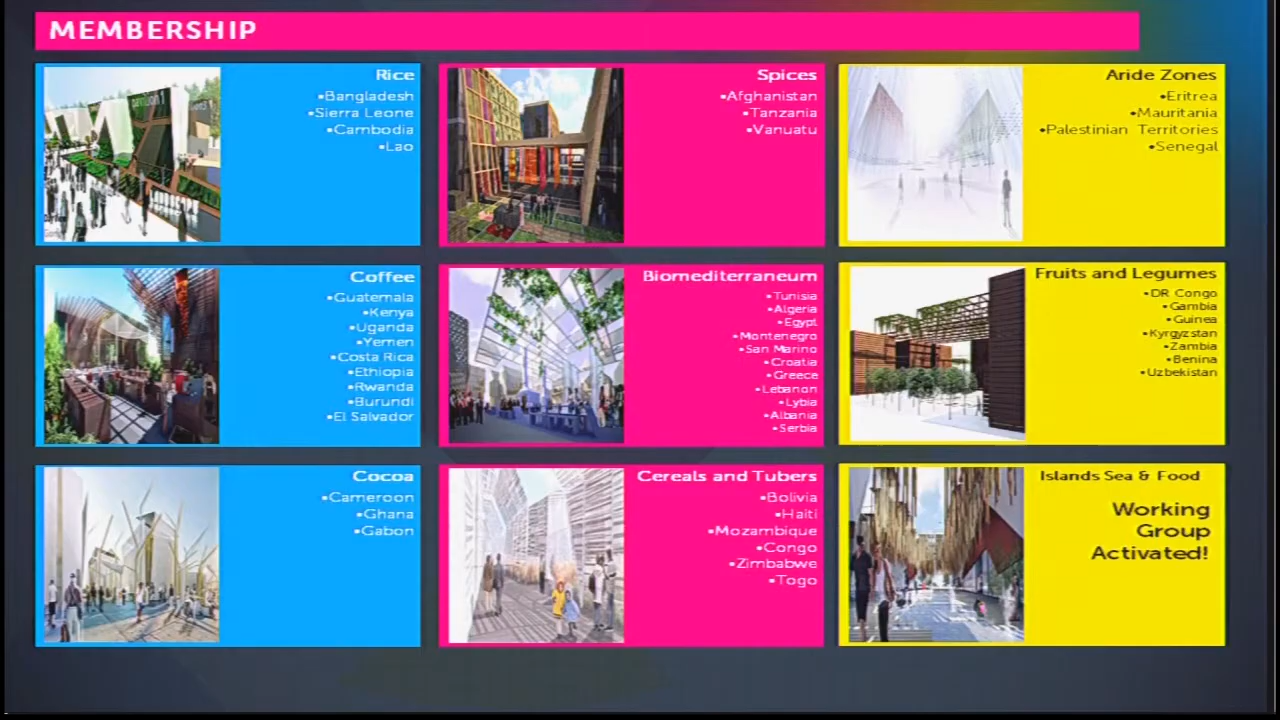 MEMBERSHIP
Rice
•Bangladesh
•Sierra Leone
•Cambodia
•Lao
Spices
•Afghanistan
•Tanzania
•Vanuatu
Aride Zones
•Eritrea
•Mauritania
•Palestinian Territories
•Senegal
Coffee
•Guatemala
•Kenya
•Uganda
•Yemen
•Costa Rica
•Ethiopia
•Rwanda
•Burundi
•El Salvador
Biomediterraneum
•Tunisia
•Algeria
•Egypt
•Montenegro
•San Marino
•Croatia
•Greece
•Lebanon
•Lybia
•Albania
•Serbia
Fruits and Legumes
•DR Congo
•Gambia
•Guinea
•Kyrgyzstan
•Zambia
•Benina
•Uzbekistan
Cocoa
•Cameroon
•Ghana
•Gabon
Cereals and Tubers
•Bolivia
•Haiti
•Mozambique
•Congo
•Zimbabwe
•Togo
Islands Sea & Food
Working
Group
Activated!